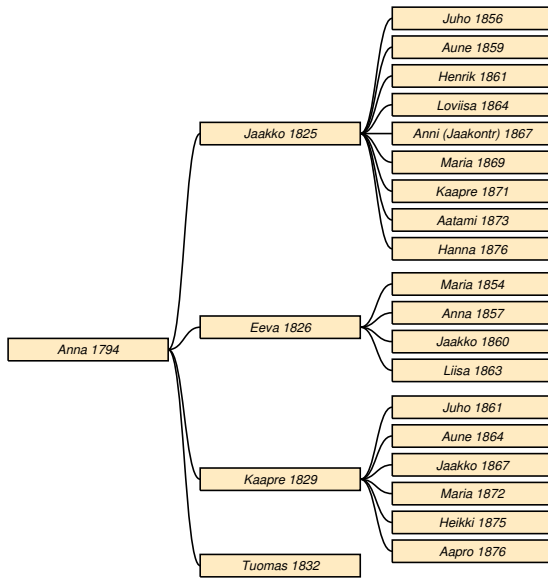 Anna 1794
Jaakko 1825
Juho 1856
Aune 1859
Henrik 1861
Loviisa 1864
Anni (Jaakontr) 1867
Maria 1869
Kaapre 1871
Aatami 1873
Hanna 1876
Eeva 1826
Maria 1854
Anna 1857
Jaakko 1860
Liisa 1863
Kaapre 1829
Juho 1861
Aune 1864
Jaakko 1867
Maria 1872
Heikki 1875
Aapro 1876
Tuomas 1832